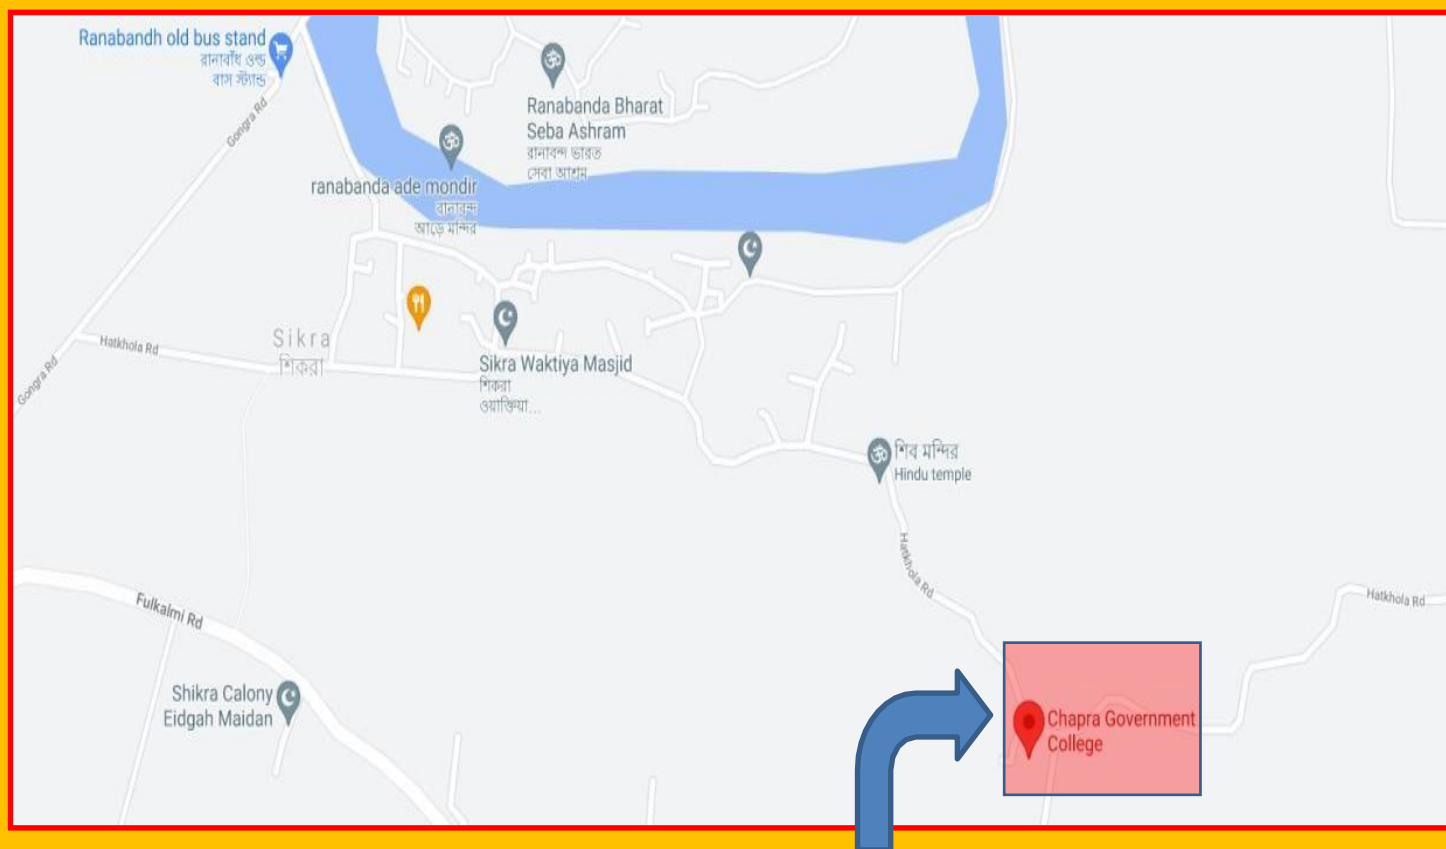 Ranabandh old bus stand
রানাবাঁধ ওল্ড
বাস স্ট্যান্ড
Gongra Rd
Ranabanda Bharat
Seba Ashram
রানাবন্দ ভারত
সেবা আশ্রম
ranabanda ade mondir
রানাবন্দ
আড়ে মন্দির
Sikra
শিকরা
Hatkhola Rd
Gongra Rd
Sikra Waktiya Masjid
শিকরা
ওয়াক্তিয়া...
শিব মন্দির
Hindu temple
Hatkhola Rd
Hatkhola Rd
Fulkalmi Rd
Shikra Calony
Eidgah Maidan
Chapra Government
College